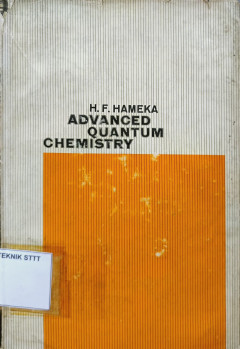 H. F. HAMEKA
ADVANCED
QUANTUM
CHEMISTRY
TEKNIK STTT